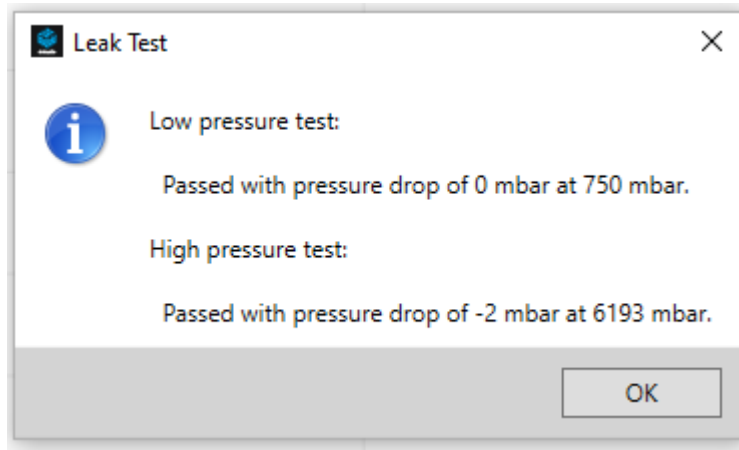 Leak Test
Low pressure test:
Passed with pressure drop of 0 mbar at 750 mbar.
High pressure test:
Passed with pressure drop of -2 mbar at 6193 mbar.
OK